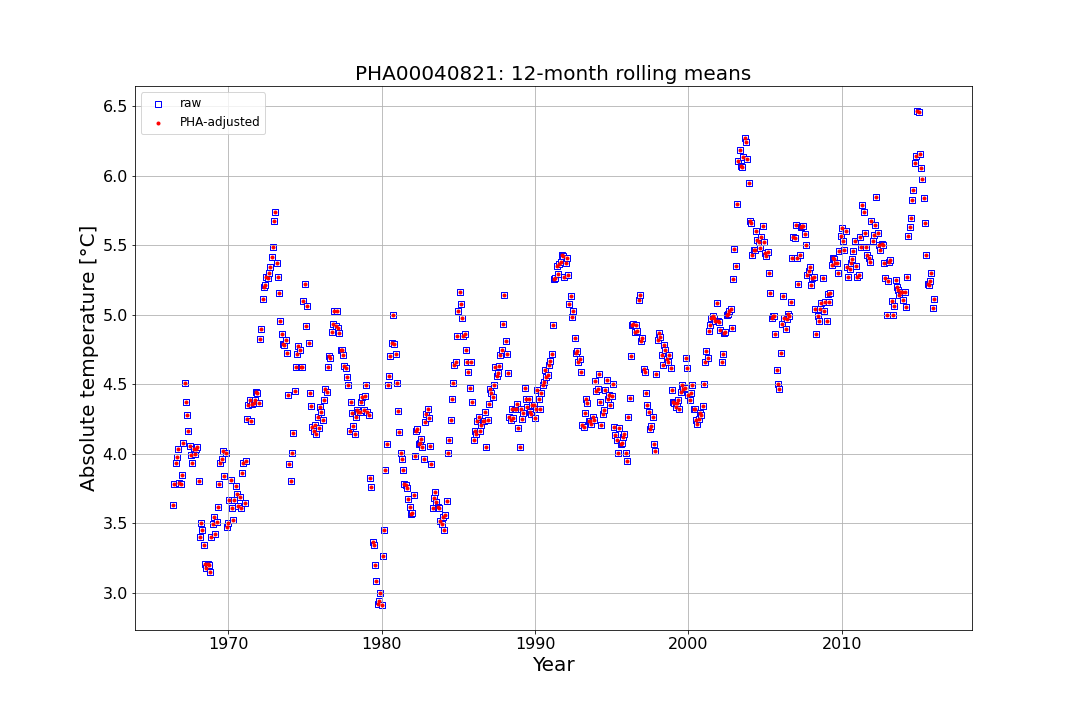 PHA00040821: 12-month rolling means
raw
PHA-adjusted
Absolute temperature [°C]
6.5
6.0
5.5
5.0
4.5
4.0
3.5
3.0
1970 1980 1990 2000 2010
Year